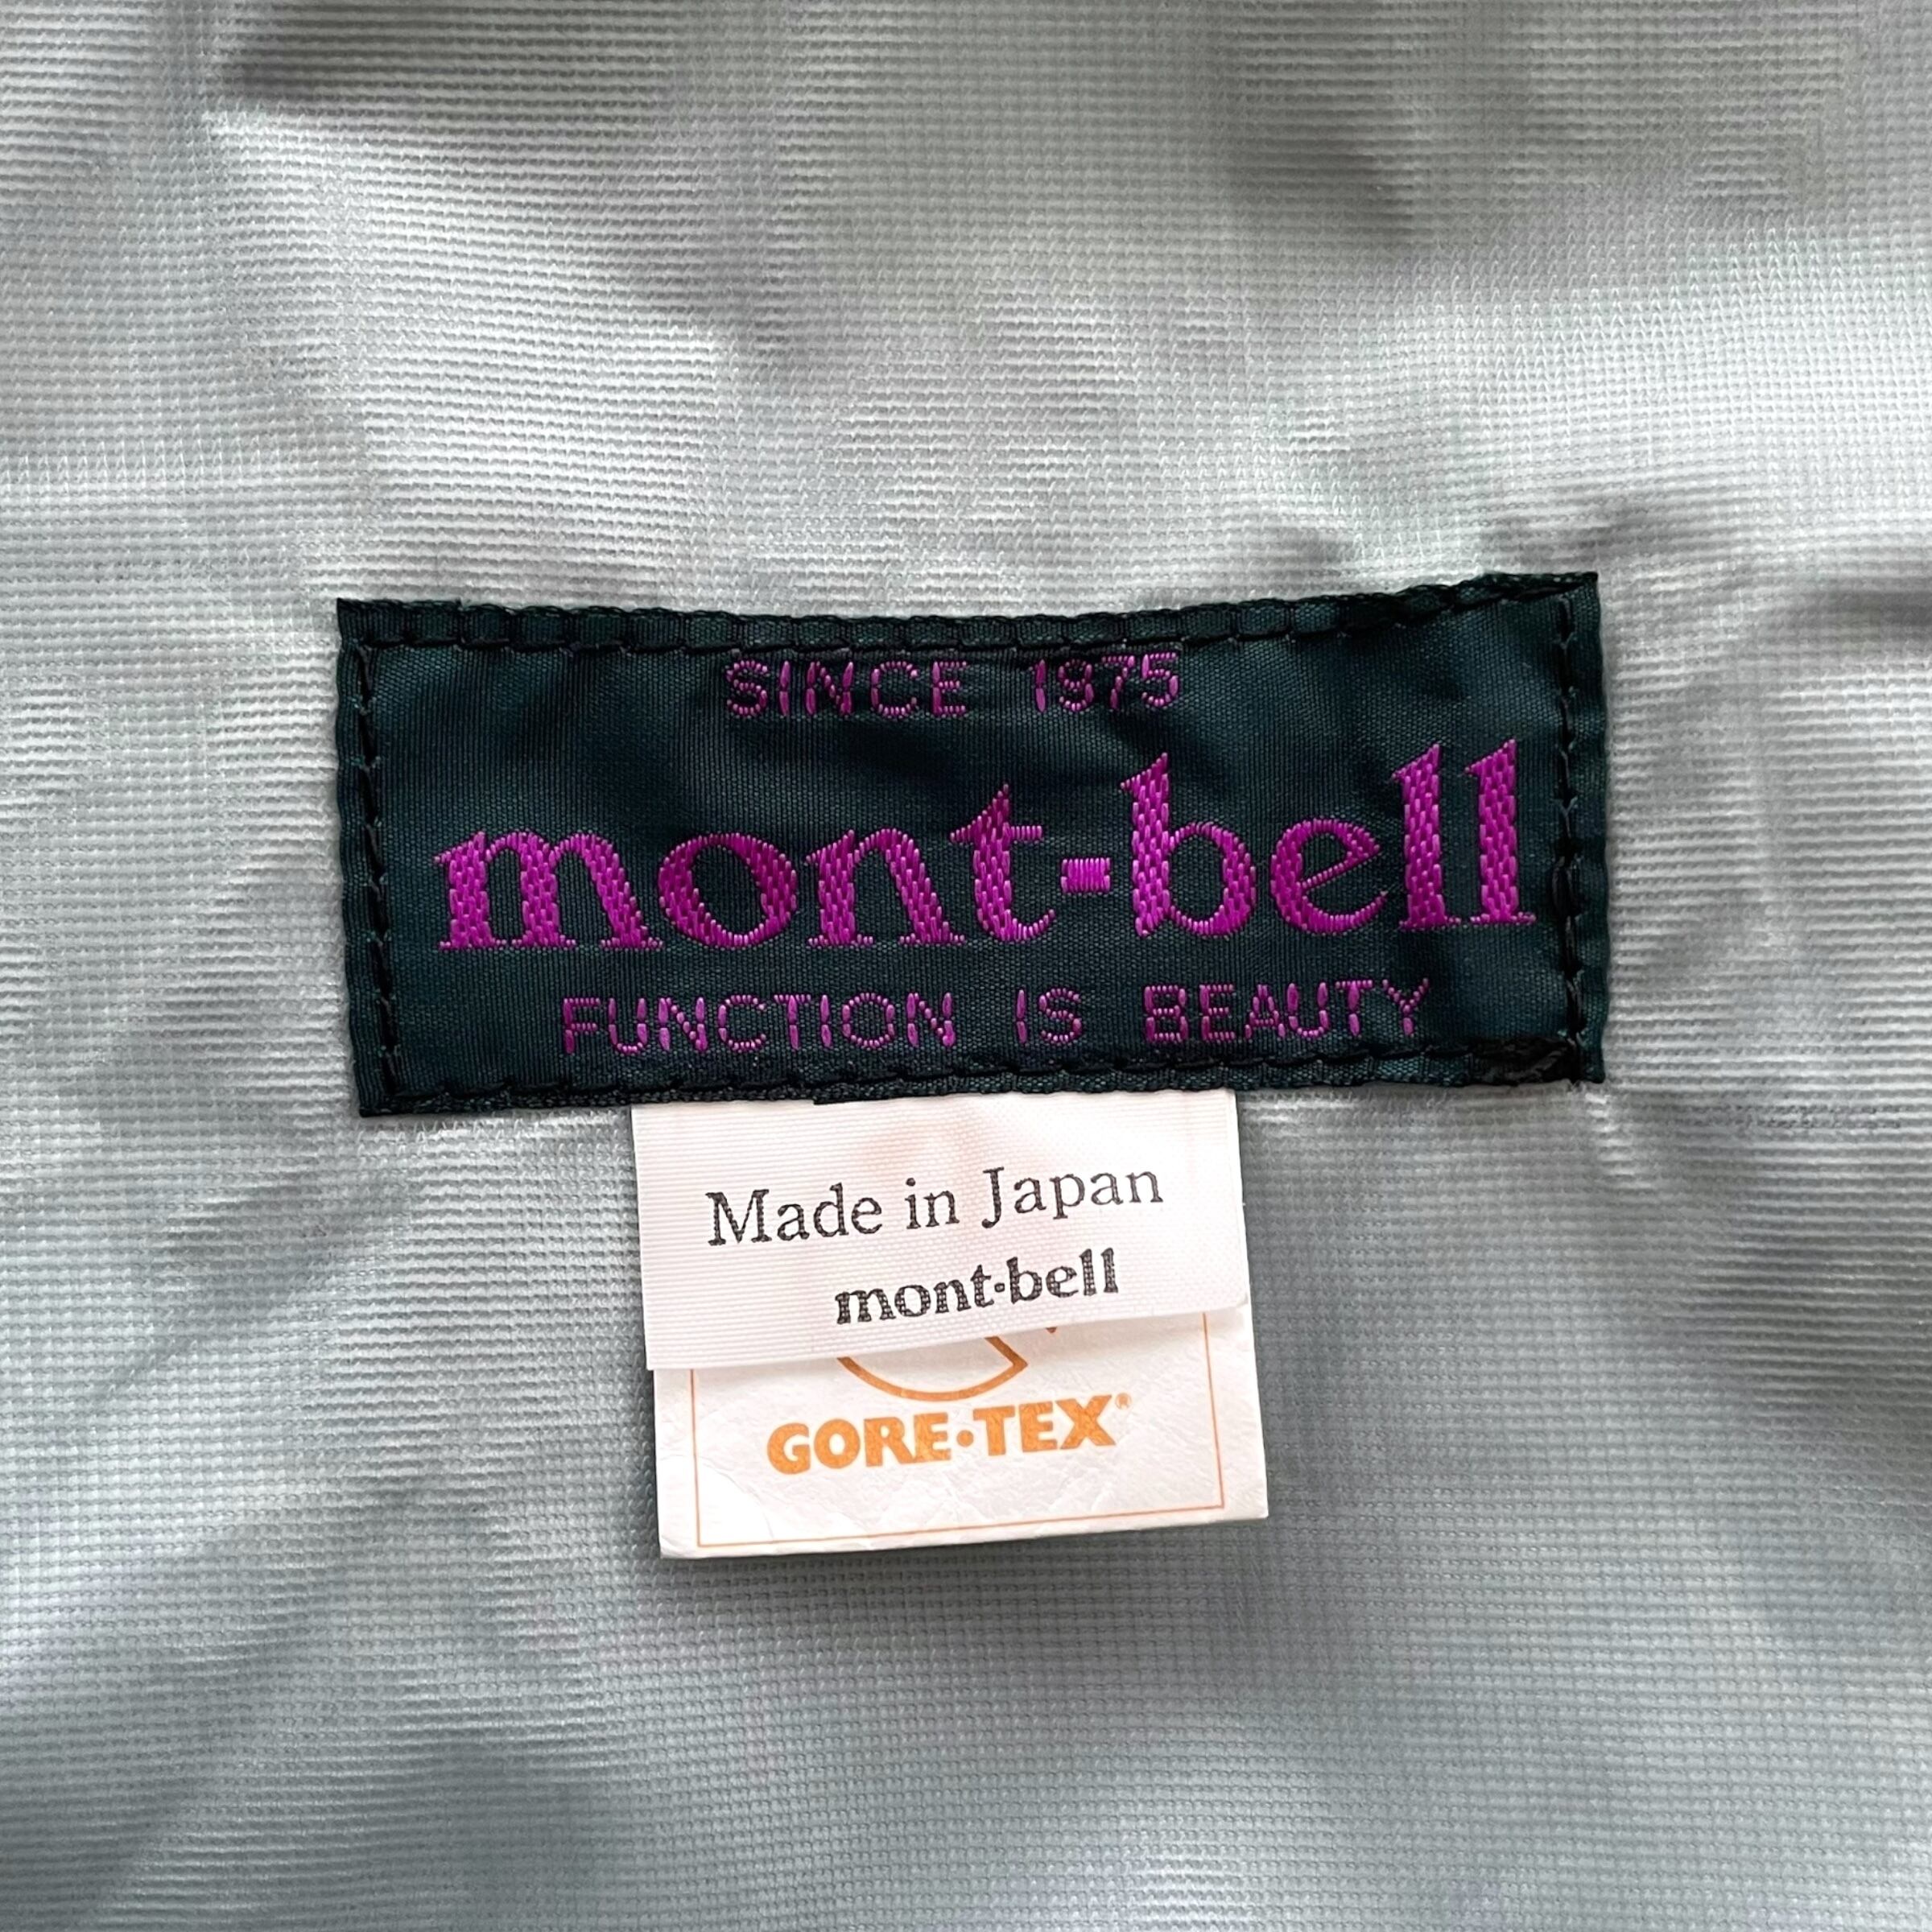 SINCE 1975
mont-bell
FUNCTION IS BEAUTY
Made in Japan
mont·bell
GORE·TEX®